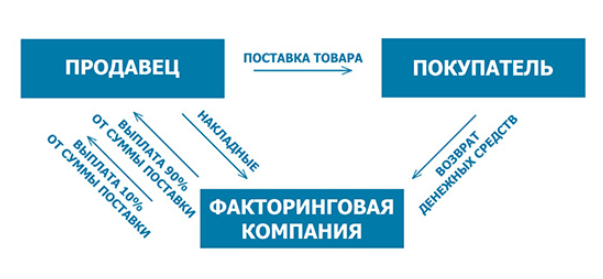 ПРОДАВЕЦ
ПОСТАВКА ТОВАРА
ПОКУПАТЕЛЬ
НАКЛАДНЫЕ
ВЫПЛАТА 90%
ОТ СУММЫ ПОСТАВКИ
ВЫПЛАТА 10%
ОТ СУММЫ ПОСТАВКИ
ВОЗВРАТ
ДЕНЕЖНЫХ СРЕДСТВ
ФАКТОРИНГОВАЯ
КОМПАНИЯ